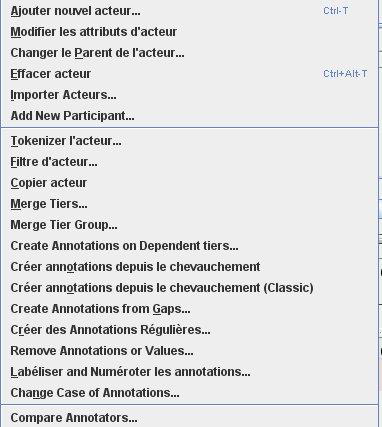 Ajouter nouvel acteur... Ctrl-T
Modifier les attributs d'acteur
Changer le Parent de l'acteur...
Effacer acteur Ctrl+Alt-T
Importer Acteurs...
Add New Participant...
Tokenizer l'acteur...
Filtre d'acteur...
Copier acteur
Merge Tiers...
Merge Tier Group...
Create Annotations on Dependent tiers...
Créer annotations depuis le chevauchement
Créer annotations depuis le chevauchement (Classic)
Create Annotations from Gaps...
Créer des Annotations Régulières...
Remove Annotations or Values...
Labéliser and Numéroter les annotations...
Change Case of Annotations...
Compare Annotators...